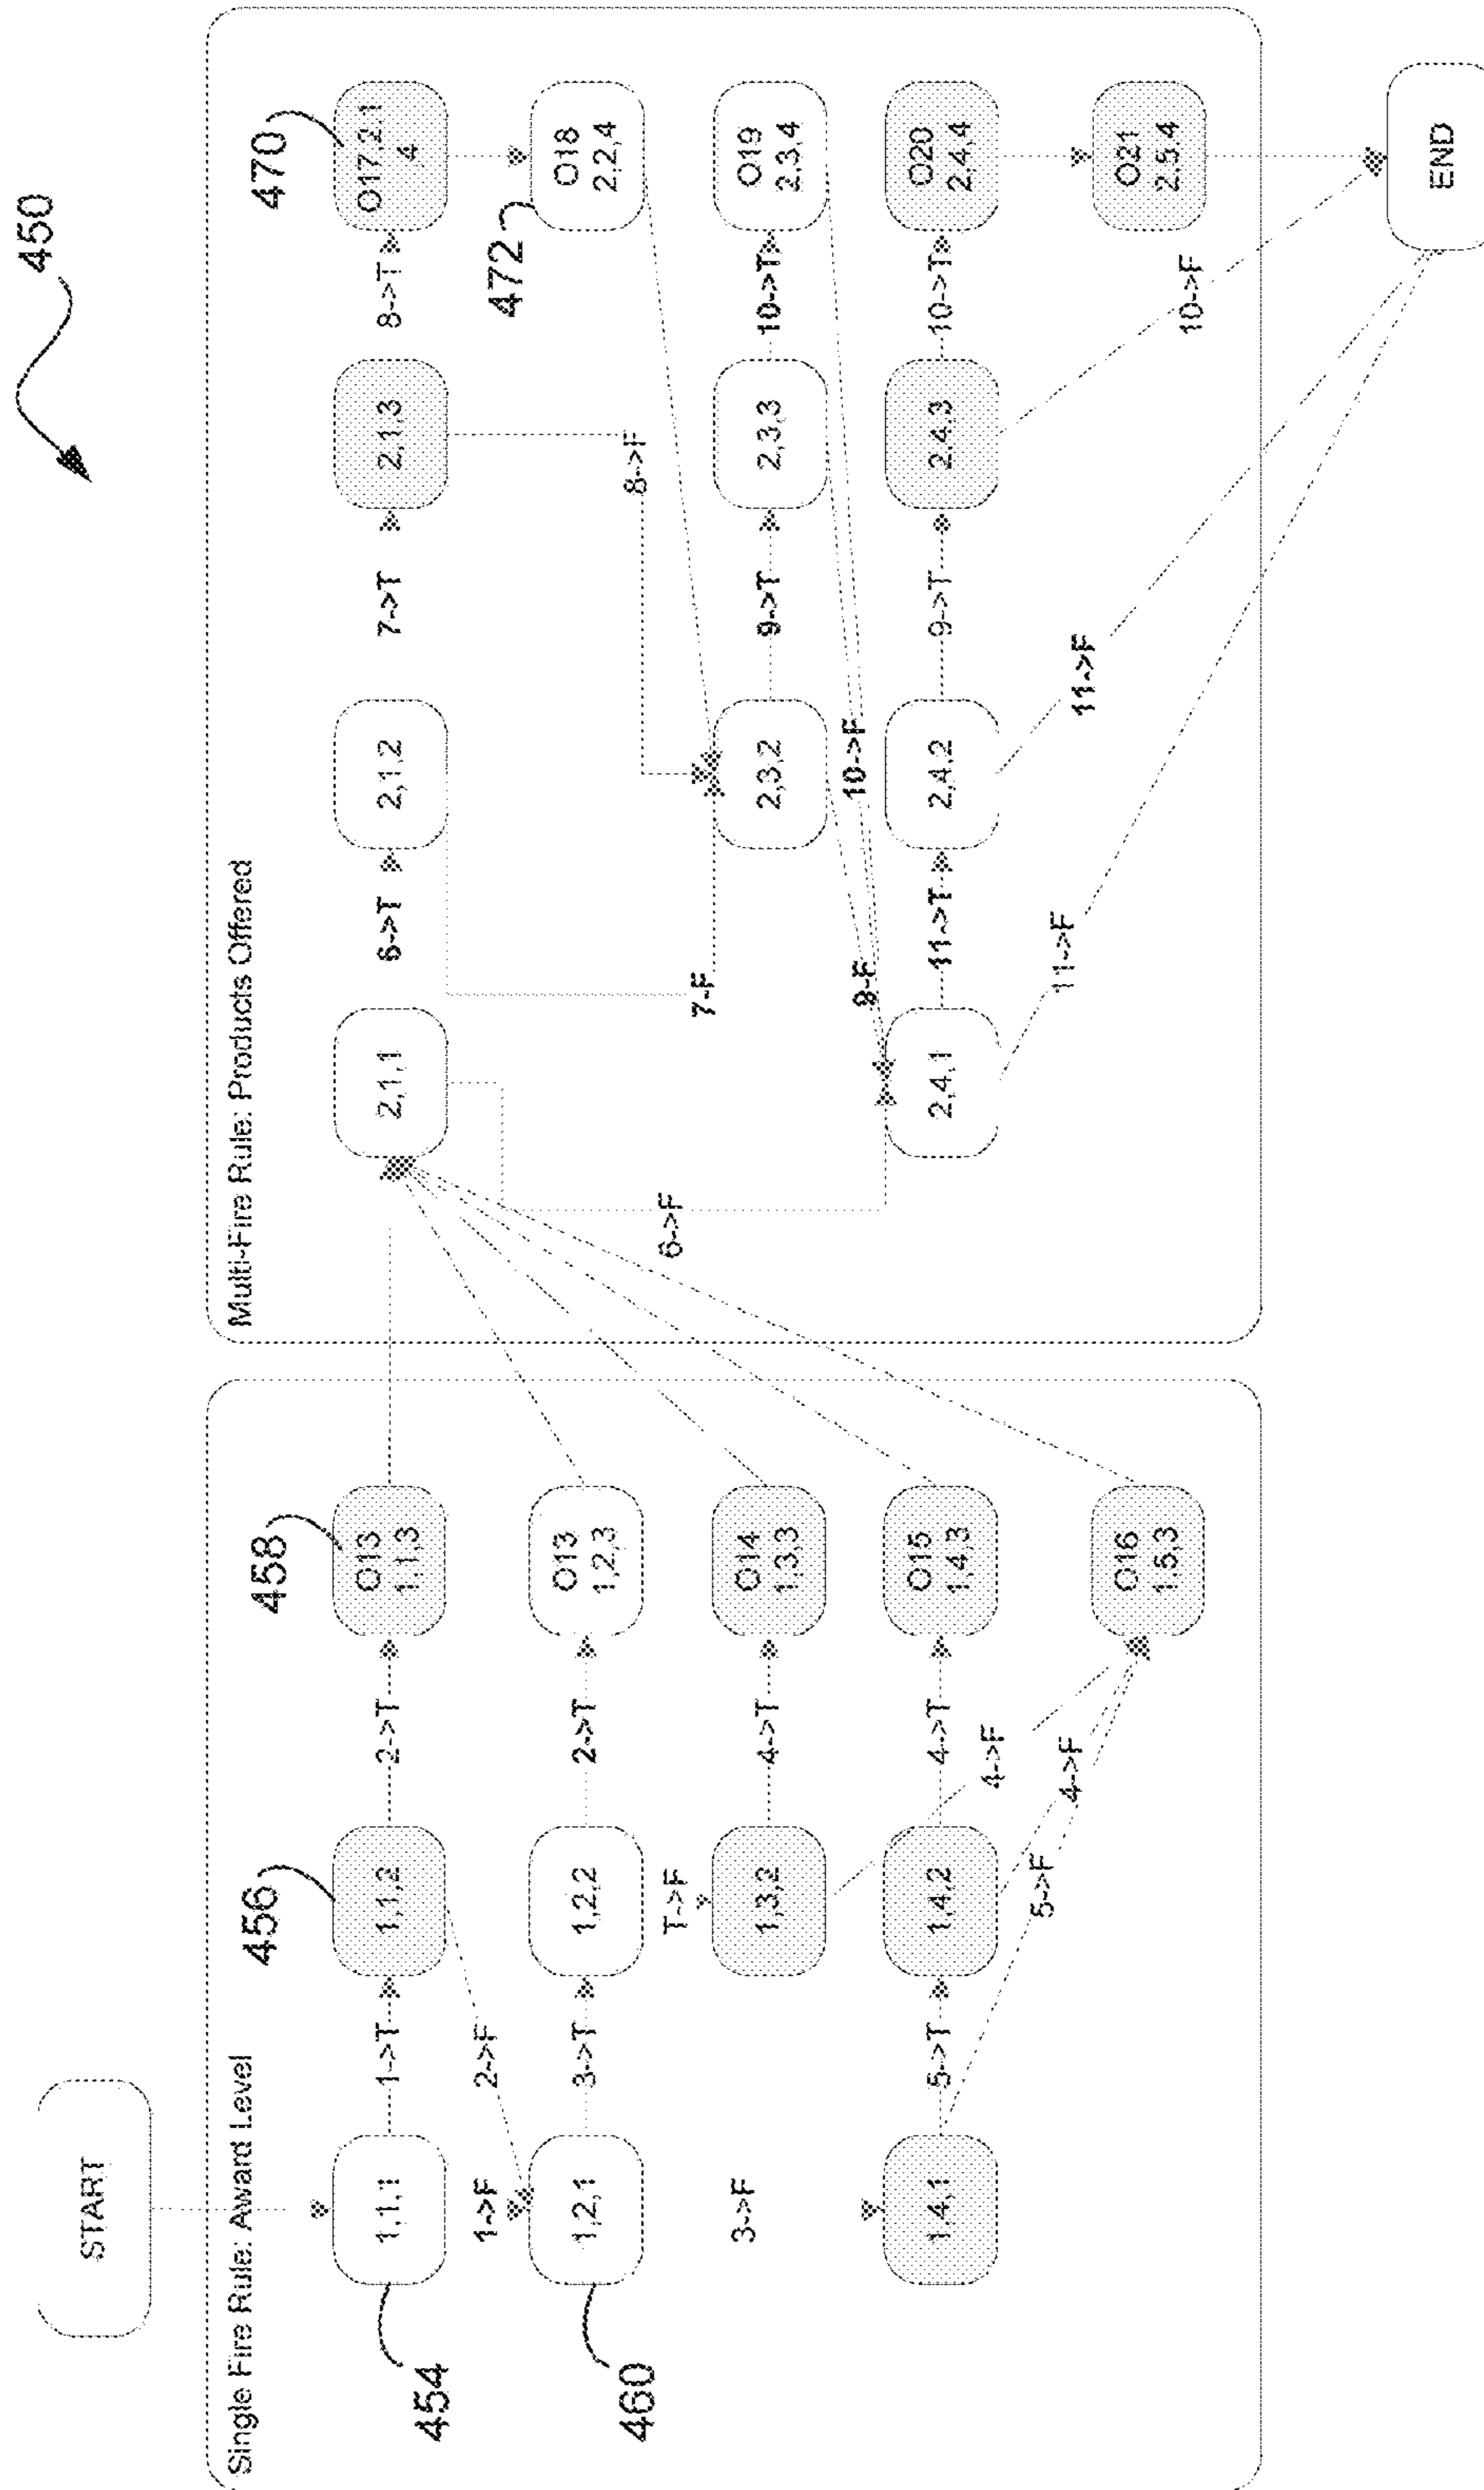 450
START
Single Fire Rule: Award Level
454
1,1,1
1->T
456
1,1,2
2->T
458
O13
1,1,3
1->F
2->F
460
1,2,1
3->T
1,2,2
2->T
O13
1,2,3
3->F
T->F
1,3,2
4->T
O14
1,3,3
1,4,1
5->T
1,4,2
4->T
O15
1,4,3
4->F
4->F
5->F
O16
1,5,3
Multi-Fire Rule: Products Offered
2,1,1
6->T
2,1,2
7->T
2,1,3
8->T
470
O17,2,1
,4
472
O18
2,2,4
6->F
7-F
8->F
2,3,2
9->T
2,3,3
10->T
O19
2,3,4
9-F
10->F
2,4,1
11->T
2,4,2
9->T
2,4,3
10->T
O20
2,4,4
11->F
11->F
10->F
O21
2,5,4
END